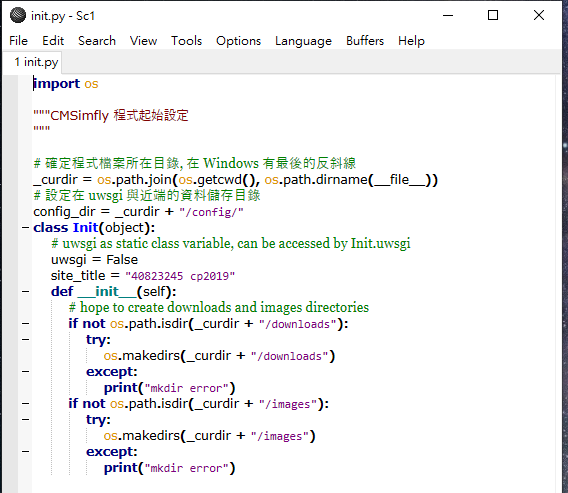 init.py - Sc1
File Edit Search View Tools Options Language Buffers Help
1 init.py
import os
"""CMSimfly 程式起始設定
"""
# 確定程式檔案所在目錄, 在 Windows 有最後的反斜線
_curdir = os.path.join(os.getcwd(), os.path.dirname(__file__))
# 設定在 uwsgi 與近端的資料儲存目錄
config_dir = _curdir + "/config/"
class Init(object):
# uwsgi as static class variable, can be accessed by Init.uwsgi
uwsgi = False
site_title = "40823245 cp2019"
def __init__(self):
# hope to create downloads and images directories
if not os.path.isdir(_curdir + "/downloads"):
try:
os.makedirs(_curdir + "/downloads")
except:
print("mkdir error")
if not os.path.isdir(_curdir + "/images"):
try:
os.makedirs(_curdir + "/images")
except:
print("mkdir error")